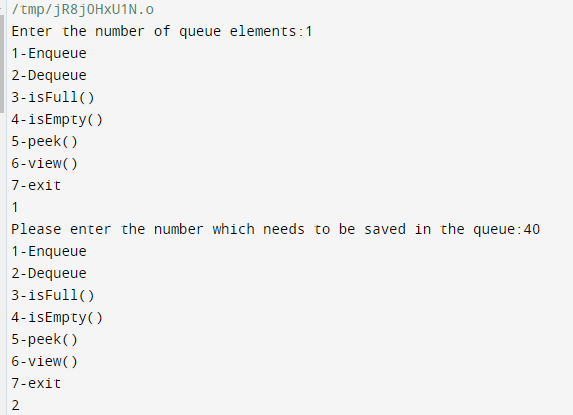 /tmp/jR8jOHxU1N.o
Enter the number of queue elements:1
1-Enqueue
2-Dequeue
3-isFull()
4-isEmpty()
5-peek()
6-view()
7-exit
1
Please enter the number which needs to be saved in the queue:40
1-Enqueue
2-Dequeue
3-isFull()
4-isEmpty()
5-peek()
6-view()
7-exit
2